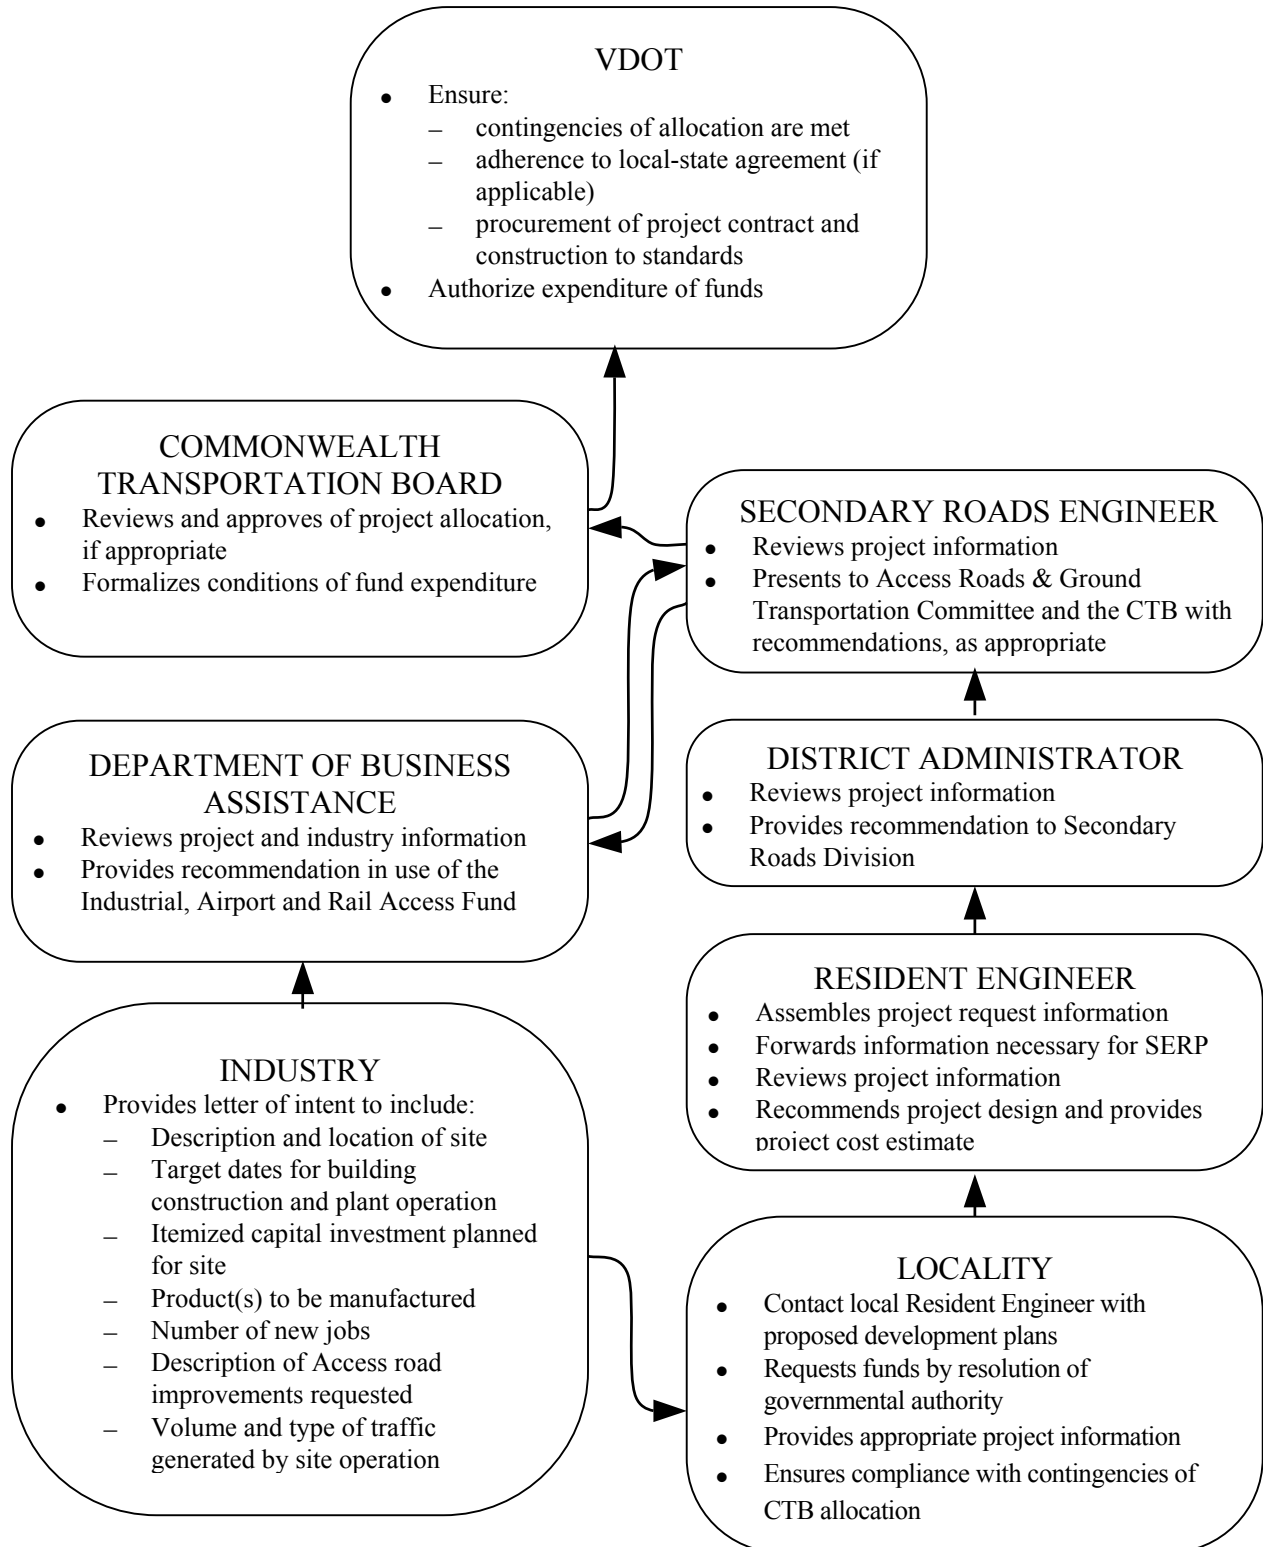 VDOT
● Ensure:
– contingencies of allocation are met
– adherence to local-state agreement (if
applicable)
– procurement of project contract and
construction to standards
● Authorize expenditure of funds
COMMONWEALTH
TRANSPORTATION BOARD
● Reviews and approves of project allocation,
if appropriate
● Formalizes conditions of fund expenditure
SECONDARY ROADS ENGINEER
● Reviews project information
● Presents to Access Roads & Ground
Transportation Committee and the CTB with
recommendations, as appropriate
DEPARTMENT OF BUSINESS
ASSISTANCE
● Reviews project and industry information
● Provides recommendation in use of the
Industrial, Airport and Rail Access Fund
DISTRICT ADMINISTRATOR
● Reviews project information
● Provides recommendation to Secondary
Roads Division
RESIDENT ENGINEER
● Assembles project request information
● Forwards information necessary for SERP
● Reviews project information
● Recommends project design and provides
project cost estimate
INDUSTRY
● Provides letter of intent to include:
– Description and location of site
– Target dates for building
construction and plant operation
– Itemized capital investment planned
for site
– Product(s) to be manufactured
– Number of new jobs
– Description of Access road
improvements requested
– Volume and type of traffic
generated by site operation
LOCALITY
● Contact local Resident Engineer with
proposed development plans
● Requests funds by resolution of
governmental authority
● Provides appropriate project information
● Ensures compliance with contingencies of
CTB allocation